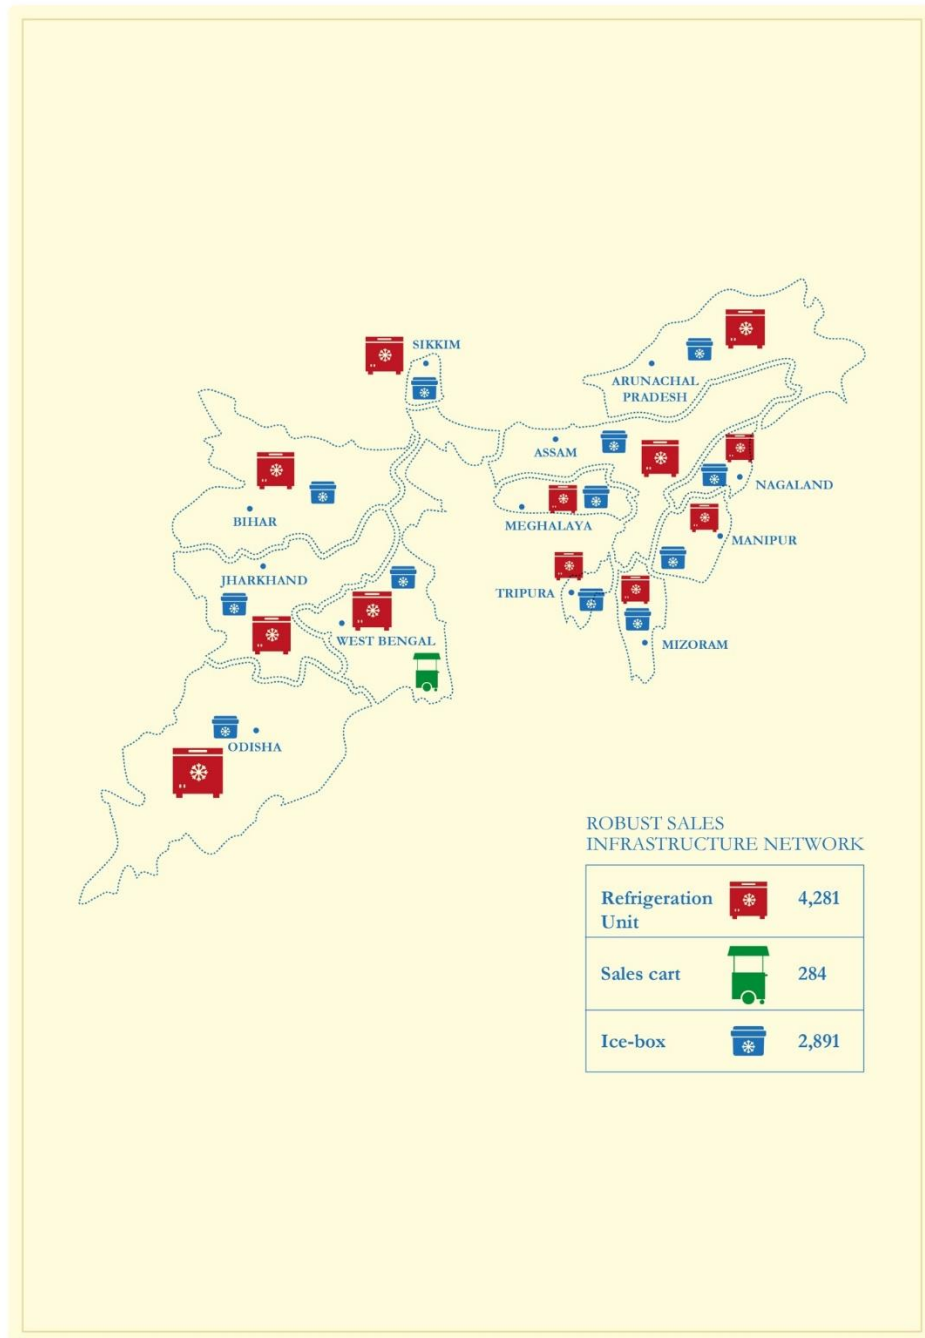 SIKKIM
ARUNACHAL
PRADESH
ASSAM
NAGALAND
BIHAR
MEGHALAYA
MANIPUR
JHARKHAND
TRIPURA
WEST BENGAL
MIZORAM
ODISHA
ROBUST SALES
INFRASTRUCTURE NETWORK
Refrigeration 4,281
Unit
Sales cart 284
Ice-box 2,891